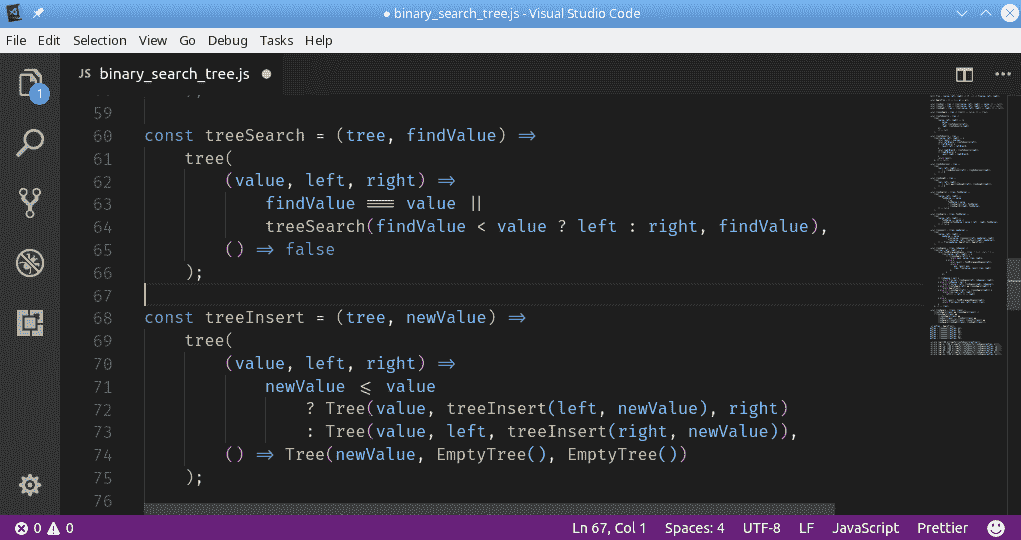 ● binary_search_tree.js - Visual Studio Code
File Edit Selection View Go Debug Tasks Help
1
JS binary_search_tree.js ●
59
60 const treeSearch = (tree, findValue) =>
61 tree(
62 (value, left, right) =>
63 findValue === value ||
64 treeSearch(findValue < value ? left : right, findValue),
65 () => false
66 );
67
68 const treeInsert = (tree, newValue) =>
69 tree(
70 (value, left, right) =>
71 newValue <= value
72 ? Tree(value, treeInsert(left, newValue), right)
73 : Tree(value, left, treeInsert(right, newValue)),
74 () => Tree(newValue, EmptyTree(), EmptyTree())
75 );
76
0 0 Ln 67, Col 1 Spaces: 4 UTF-8 LF JavaScript Prettier